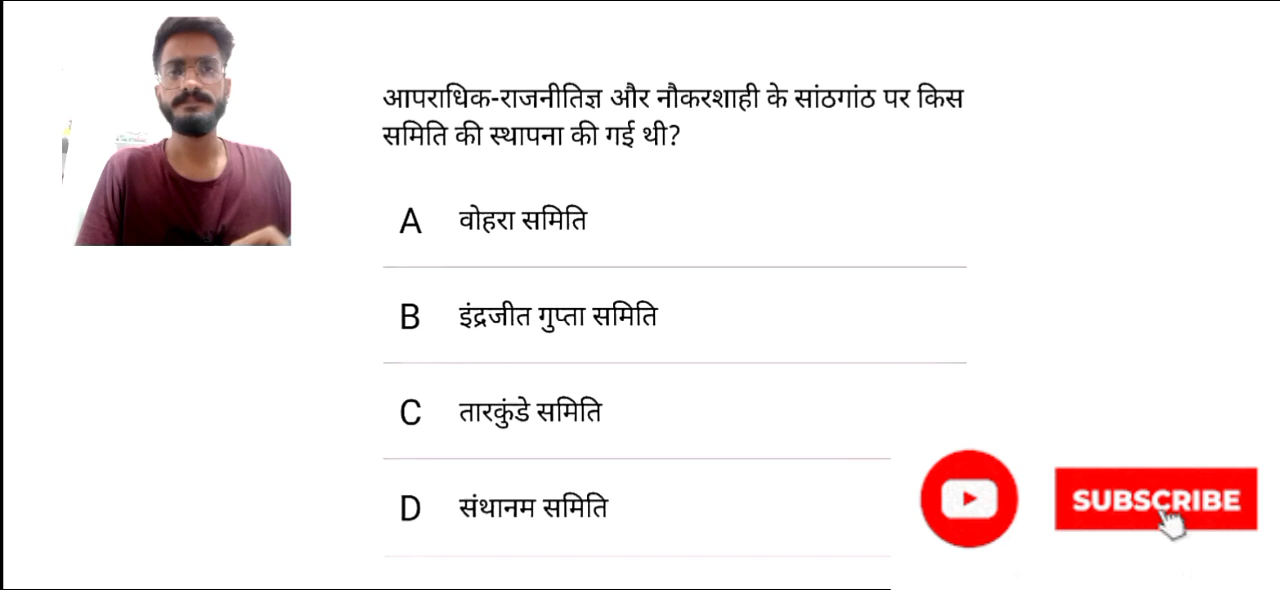 आपराधिक-राजनीतिज्ञ और नौकरशाही के सांठगांठ पर किस
समिति की स्थापना की गई थी?
A वोहरा समिति
B इंद्रजीत गुप्ता समिति
C तारकुंडे समिति
D संथानम समिति
SUBSCRIBE